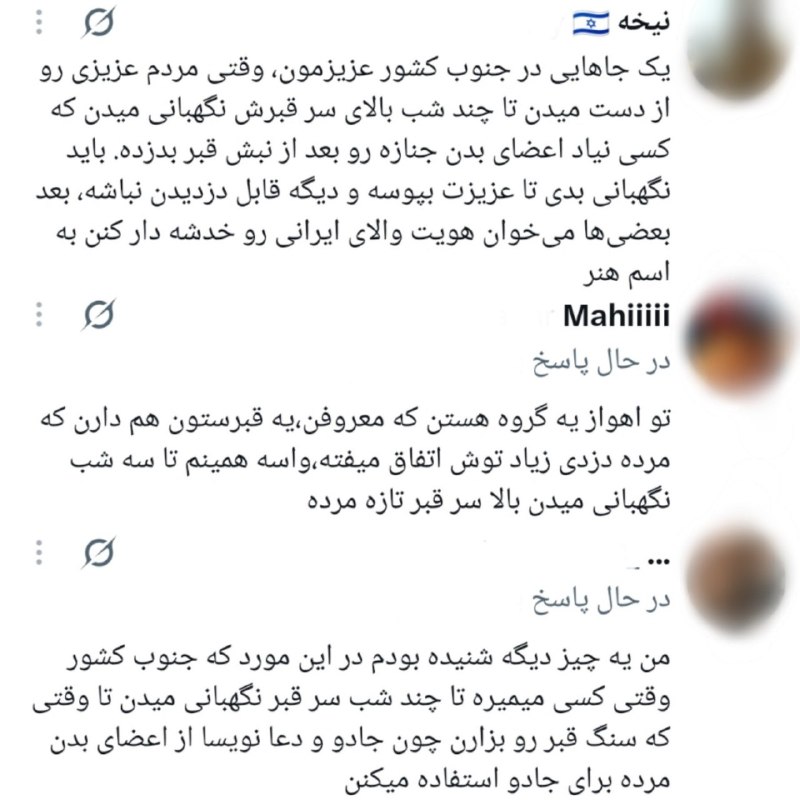 نیخه 🇮🇱
یک جاهایی در جنوب کشور عزیزمون، وقتی مردم عزیزی رو
از دست میدن تا چند شب بالای سر قبرش نگهبانی میدن که
کسی نیاد اعضای بدن جنازه رو بعد از نبش قبر بدزده. باید
نگهبانی بدی تا عزیزت بپوسه و دیگه قابل دزدیدن نباشه، بعد
بعضی‌ها می‌خوان هویت والای ایرانی رو خدشه دار کنن به
اسم هنر
Mahiiiii
در حال پاسخ
تو اهواز یه گروه هستن که معروفن،یه قبرستون هم دارن که
مرده دزدی زیاد توش اتفاق میفته،واسه همینم تا سه شب
نگهبانی میدن بالا سر قبر تازه مرده
... _
در حال پاسخ
من یه چیز دیگه شنیده بودم در این مورد که جنوب کشور
وقتی کسی میمیره تا چند شب سر قبر نگهبانی میدن تا وقتی
که سنگ قبر رو بزارن چون جادو و دعا نویسا از اعضای بدن
مرده برای جادو استفاده میکنن